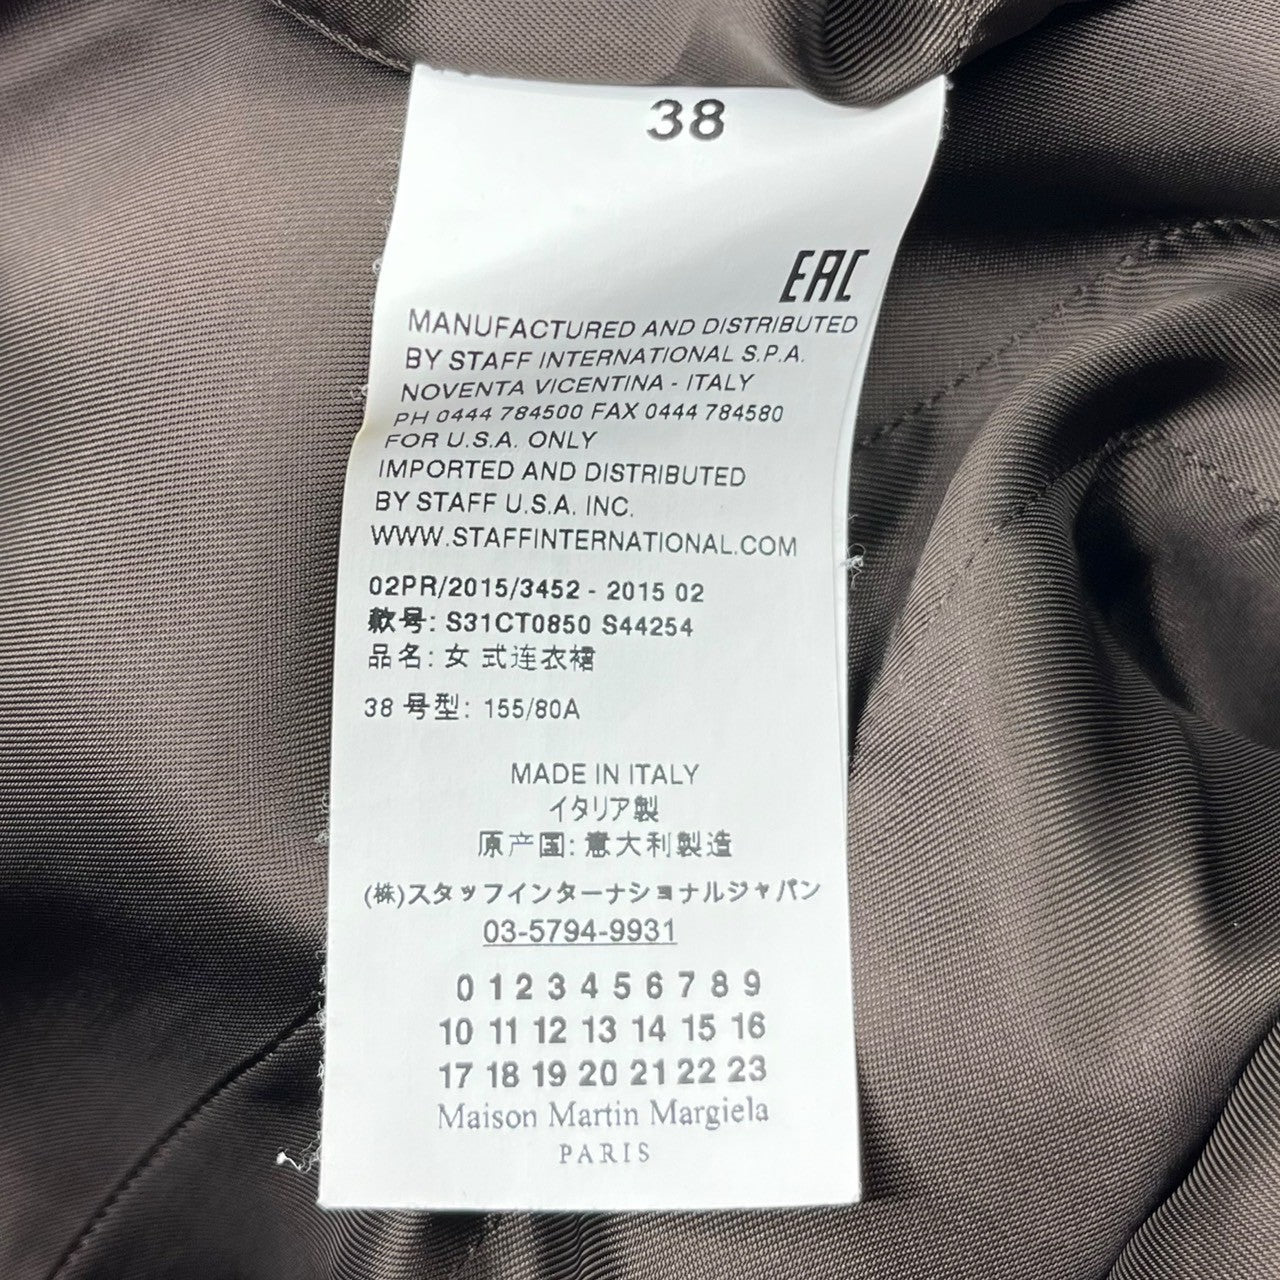 38
EAC
MANUFACTURED AND DISTRIBUTED
BY STAFF INTERNATIONAL S.P.A.
NOVENTA VICENTINA - ITALY
PH 0444 784500 FAX 0444 784580
FOR U.S.A. ONLY
IMPORTED AND DISTRIBUTED
BY STAFF U.S.A. INC.
WWW.STAFFINTERNATIONAL.COM
02PR/2015/3452 - 2015 02
款号: S31CT0850 S44254
品名: 女 式连衣裙
38 号型: 155/80A
MADE IN ITALY
イタリア製
原产国: 意大利製造
(株)スタッフインターナショナルジャパン
03-5794-9931
0 1 2 3 4 5 6 7 8 9
10 11 12 13 14 15 16
17 18 19 20 21 22 23
Maison Martin Margiela
PARIS